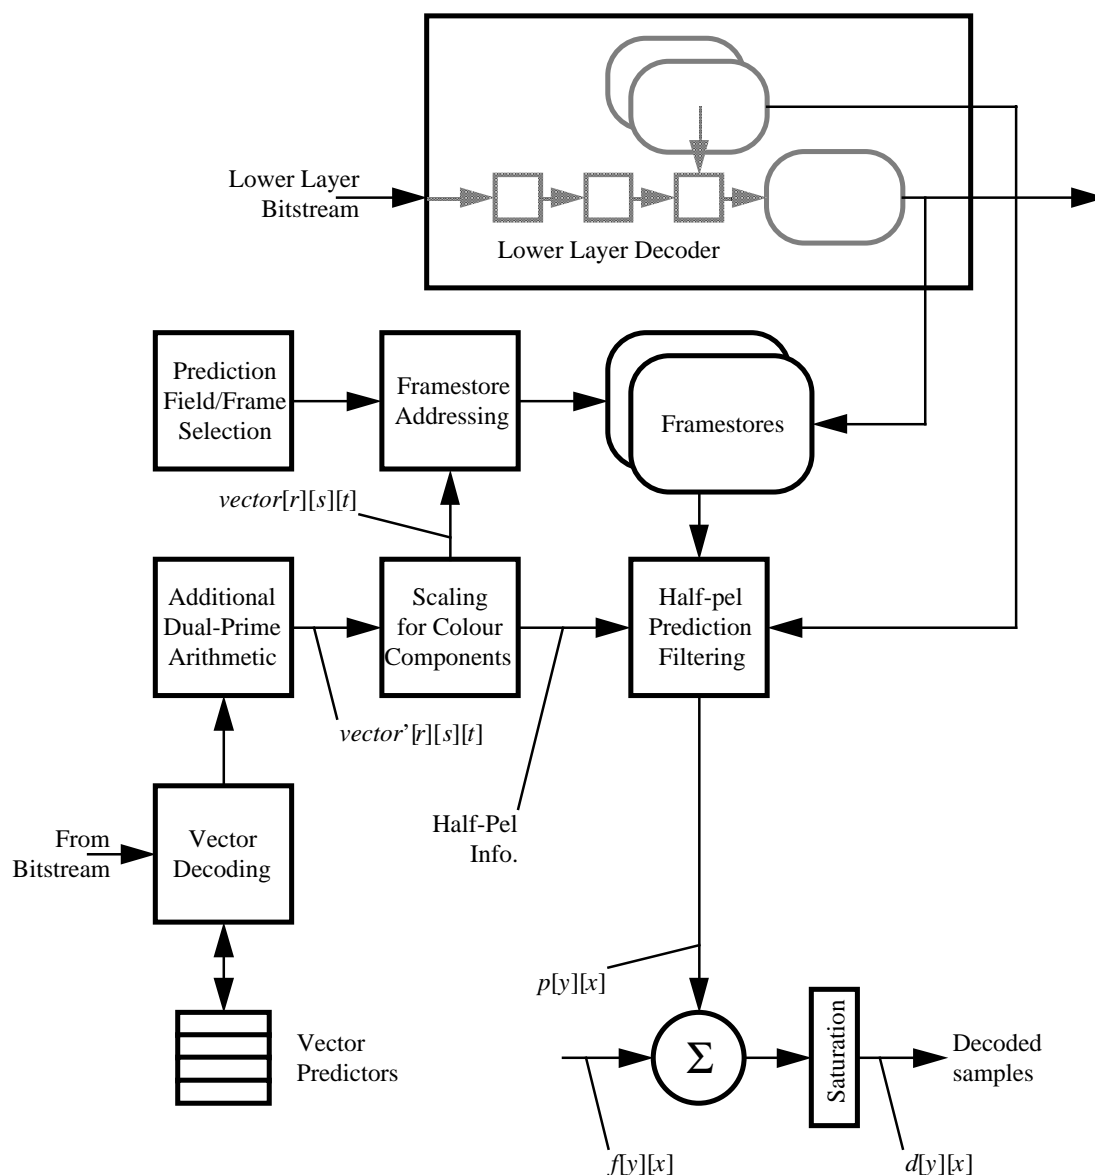 Lower Layer
Bitstream
Lower Layer Decoder
Prediction
Field/Frame
Selection
Framestore
Addressing
Framestores
vector[r][s][t]
Additional
Dual-Prime
Arithmetic
Scaling
for Colour
Components
Half-pel
Prediction
Filtering
vector’[r][s][t]
From
Bitstream
Vector
Decoding
Half-Pel
Info.
p[y][x]
Vector
Predictors
Σ
Saturation
Decoded
samples
f[y][x]
d[y][x]